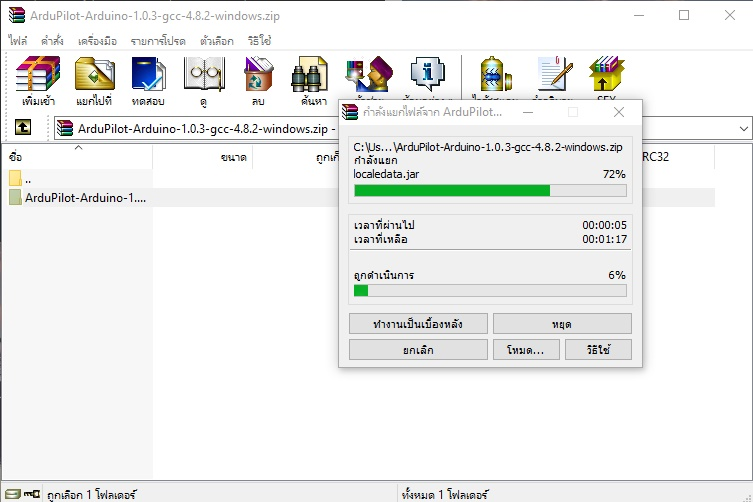 ArduPilot-Arduino-1.0.3-gcc-4.8.2-windows.zip
ไฟล์ คำสั่ง เครื่องมือ รายการโปรด ตัวเลือก วิธีใช้
เพิ่มเข้า แยกไปที่ ทดสอบ ดู ลบ ค้นหา
ArduPilot-Arduino-1.0.3-gcc-4.8.2-windows.zip -
ชื่อ ขนาด RC32
..
ArduPilot-Arduino-1....
กำลังแยกไฟล์จาก ArduPilot...
C:\Us...\ArduPilot-Arduino-1.0.3-gcc-4.8.2-windows.zip
กำลังแยก
localedata.jar 72%
เวลาที่ผ่านไป 00:00:05
เวลาที่เหลือ 00:01:17
ถูกดำเนินการ 6%
ทำงานเป็นเบื้องหลัง หยุด
ยกเลิก โหมด... วิธีใช้
ถูกเลือก 1 โฟลเดอร์ ทั้งหมด 1 โฟลเดอร์